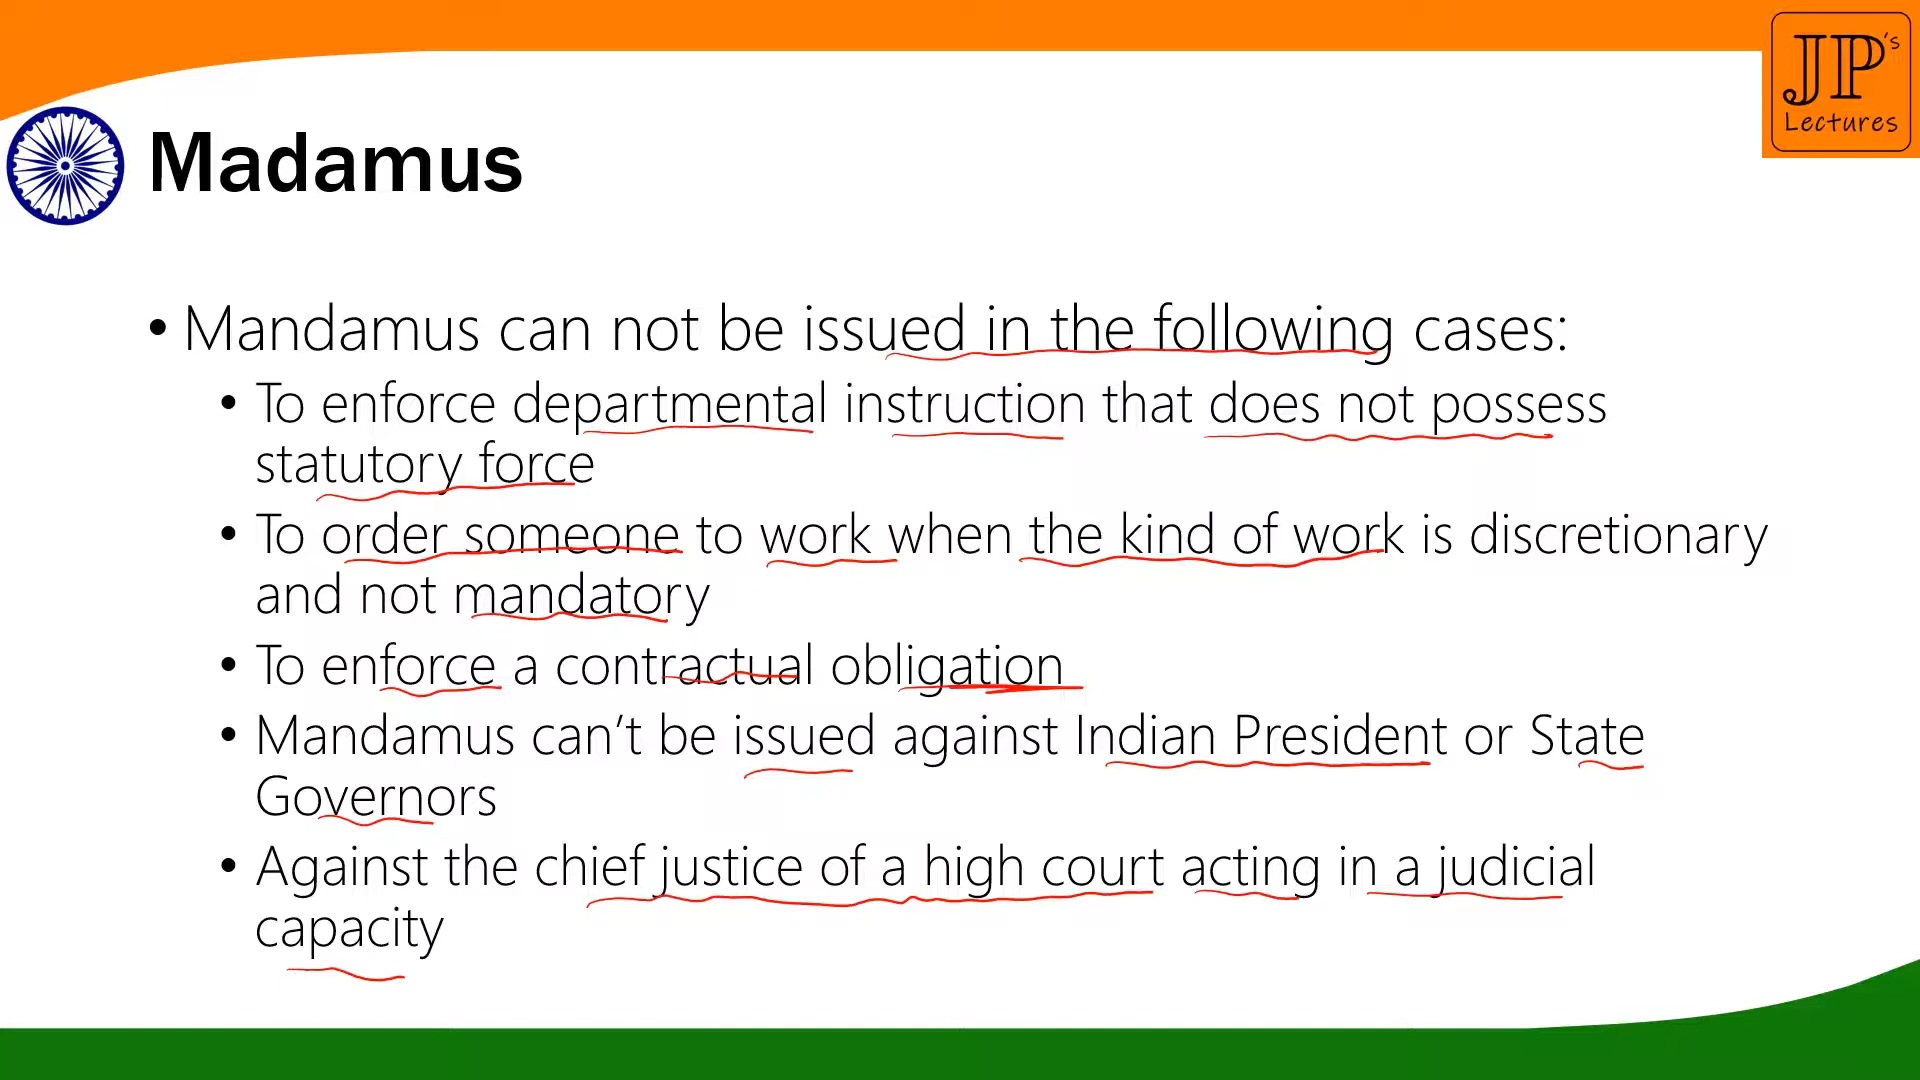 JP's
Lectures
Madamus
• Mandamus can not be issued in the following cases:
• To enforce departmental instruction that does not possess
statutory force
• To order someone to work when the kind of work is discretionary
and not mandatory
• To enforce a contractual obligation
• Mandamus can’t be issued against Indian President or State
Governors
• Against the chief justice of a high court acting in a judicial
capacity